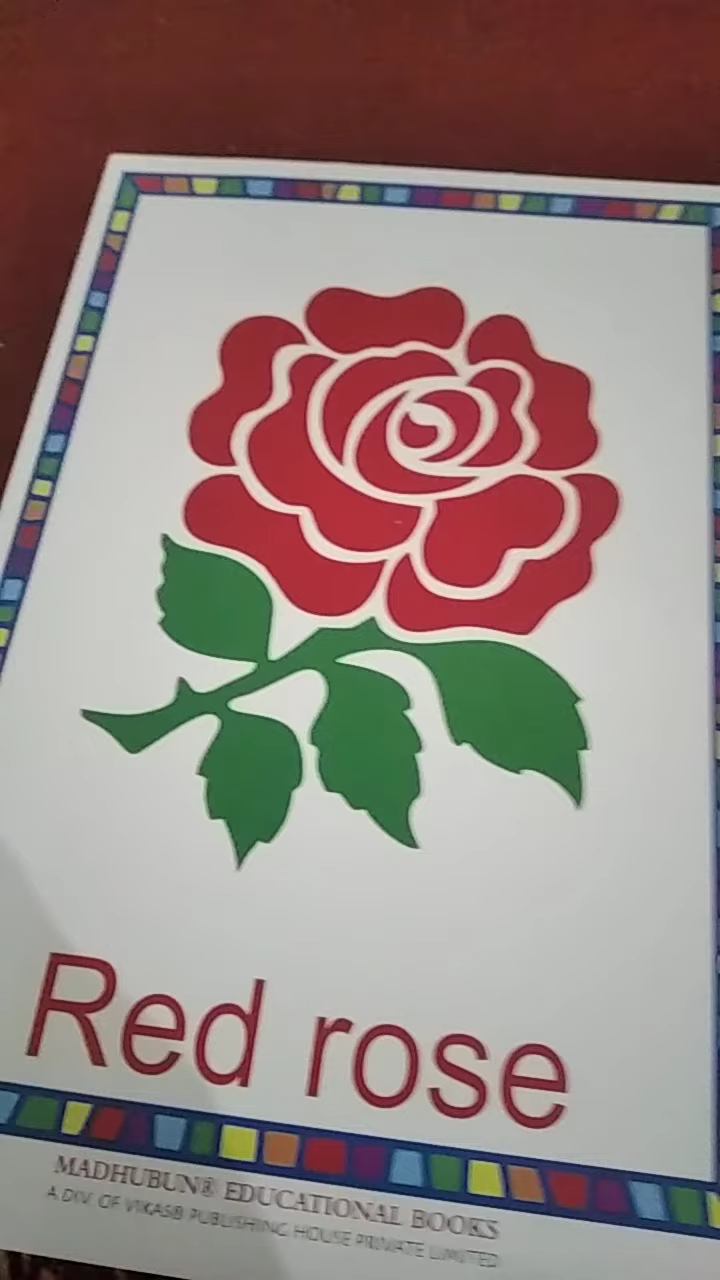 Red rose
MADHUBUN® EDUCATIONAL BOOKS
A DIV. OF VIKAS® PUBLISHING HOUSE PRIVATE LIMITED